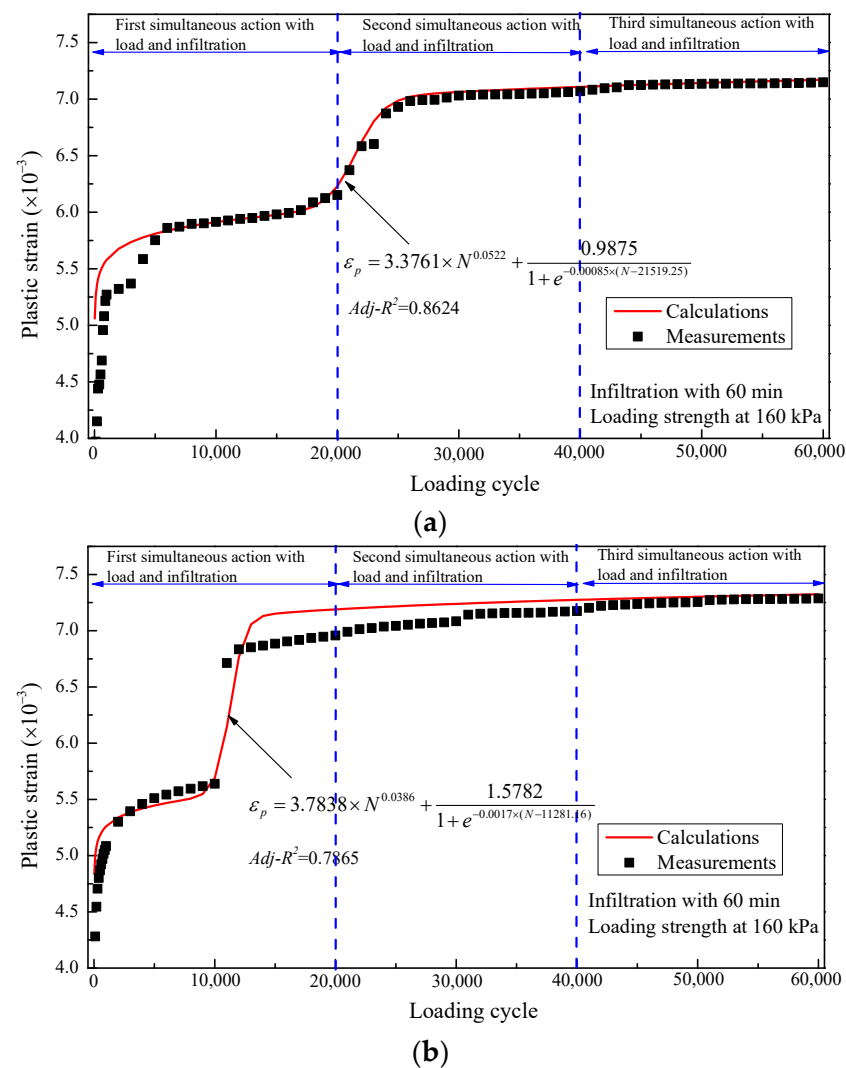 First simultaneous action with
load and infiltration
Second simultaneous action with
load and infiltration
Third simultaneous action with
load and infiltration
7.5
7.0
6.5
6.0
5.5
5.0
4.5
4.0
Plastic strain (×10⁻³)
εₚ = 3.3761 × N^0.0522 + 0.9875 / 1 + e^−0.00085×(N−21519.25)
Adj-R²=0.8624
Calculations
Measurements
Infiltration with 60 min
Loading strength at 160 kPa
0 10,000 20,000 30,000 40,000 50,000 60,000
Loading cycle
(a)
First simultaneous action with
load and infiltration
Second simultaneous action with
load and infiltration
Third simultaneous action with
load and infiltration
7.5
7.0
6.5
6.0
5.5
5.0
4.5
4.0
Plastic strain (×10⁻³)
εₚ = 3.7838 × N^0.0386 + 1.5782 / 1 + e^−0.0017×(N−11281.16)
Adj-R²=0.7865
Calculations
Measurements
Infiltration with 60 min
Loading strength at 160 kPa
0 10,000 20,000 30,000 40,000 50,000 60,000
Loading cycle
(b)